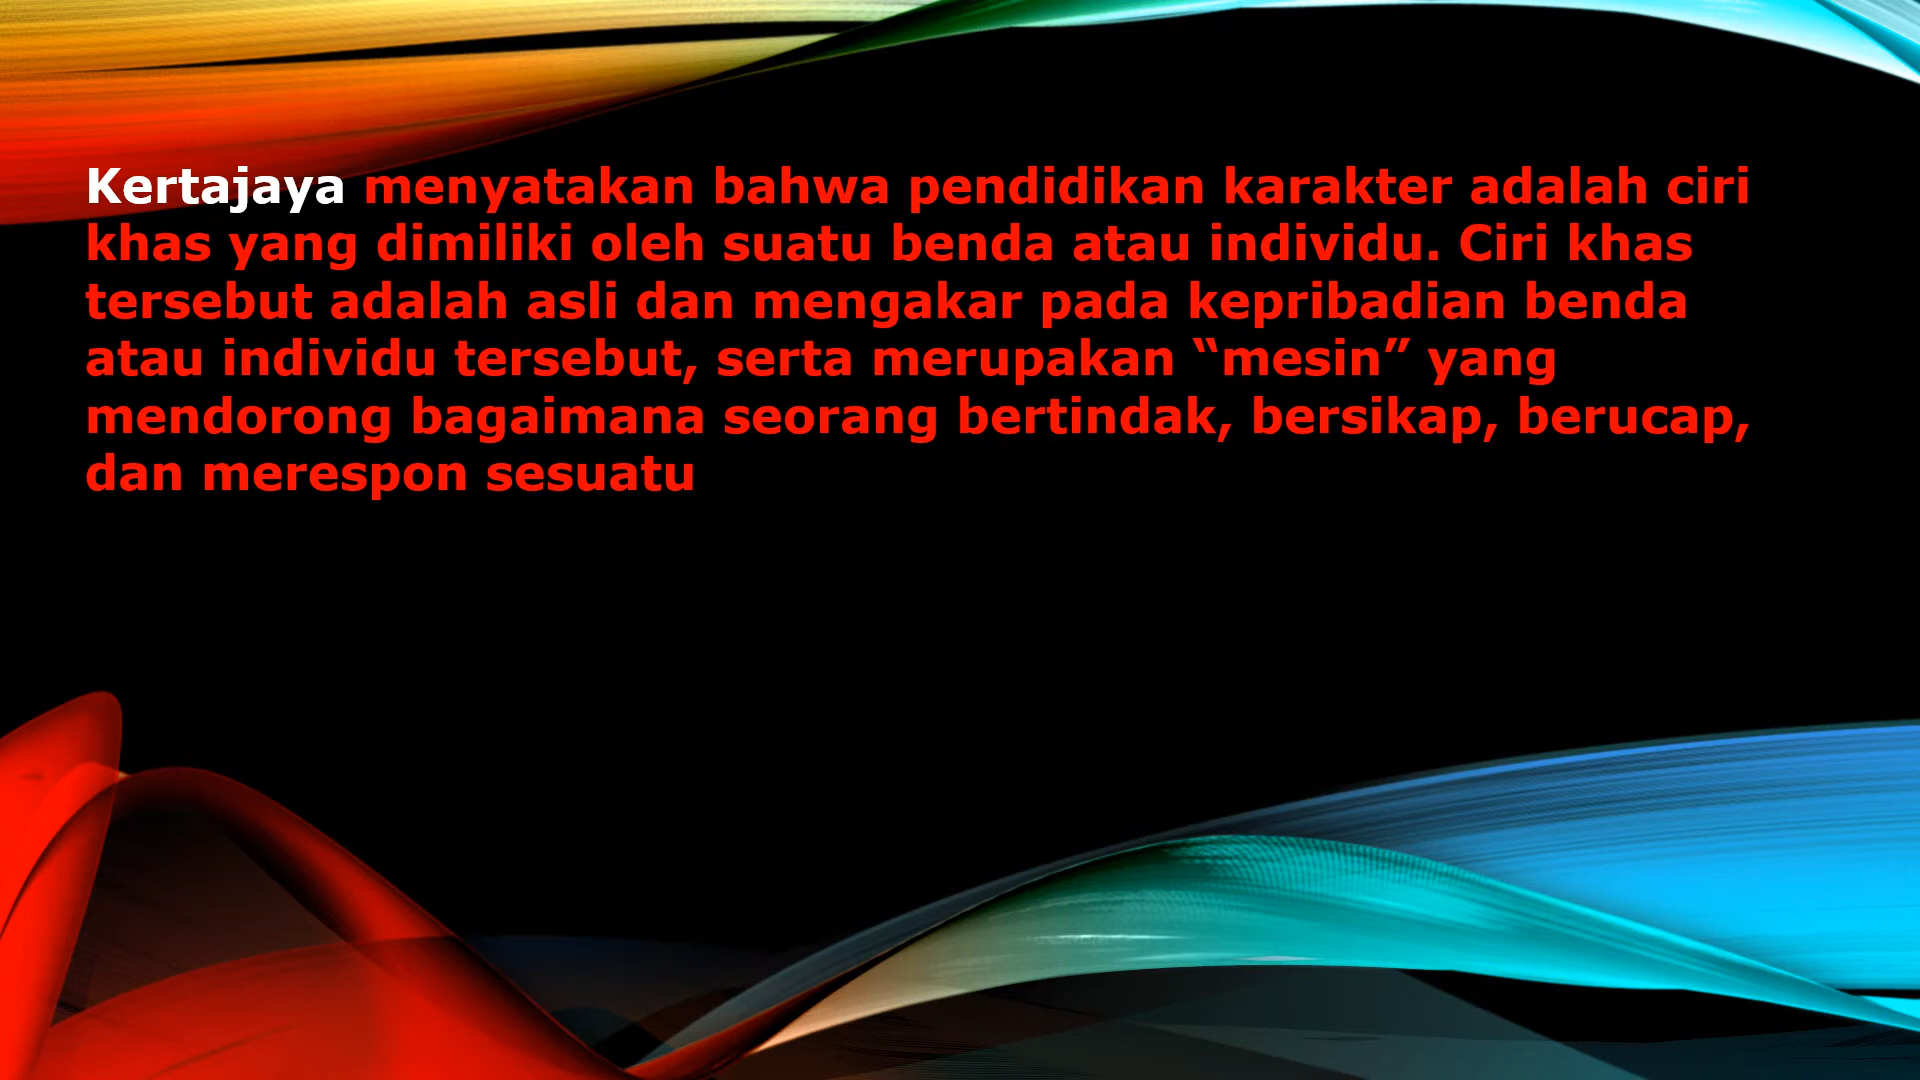 Kertajaya menyatakan bahwa pendidikan karakter adalah ciri
khas yang dimiliki oleh suatu benda atau individu. Ciri khas
tersebut adalah asli dan mengakar pada kepribadian benda
atau individu tersebut, serta merupakan “mesin” yang
mendorong bagaimana seorang bertindak, bersikap, berucap,
dan merespon sesuatu